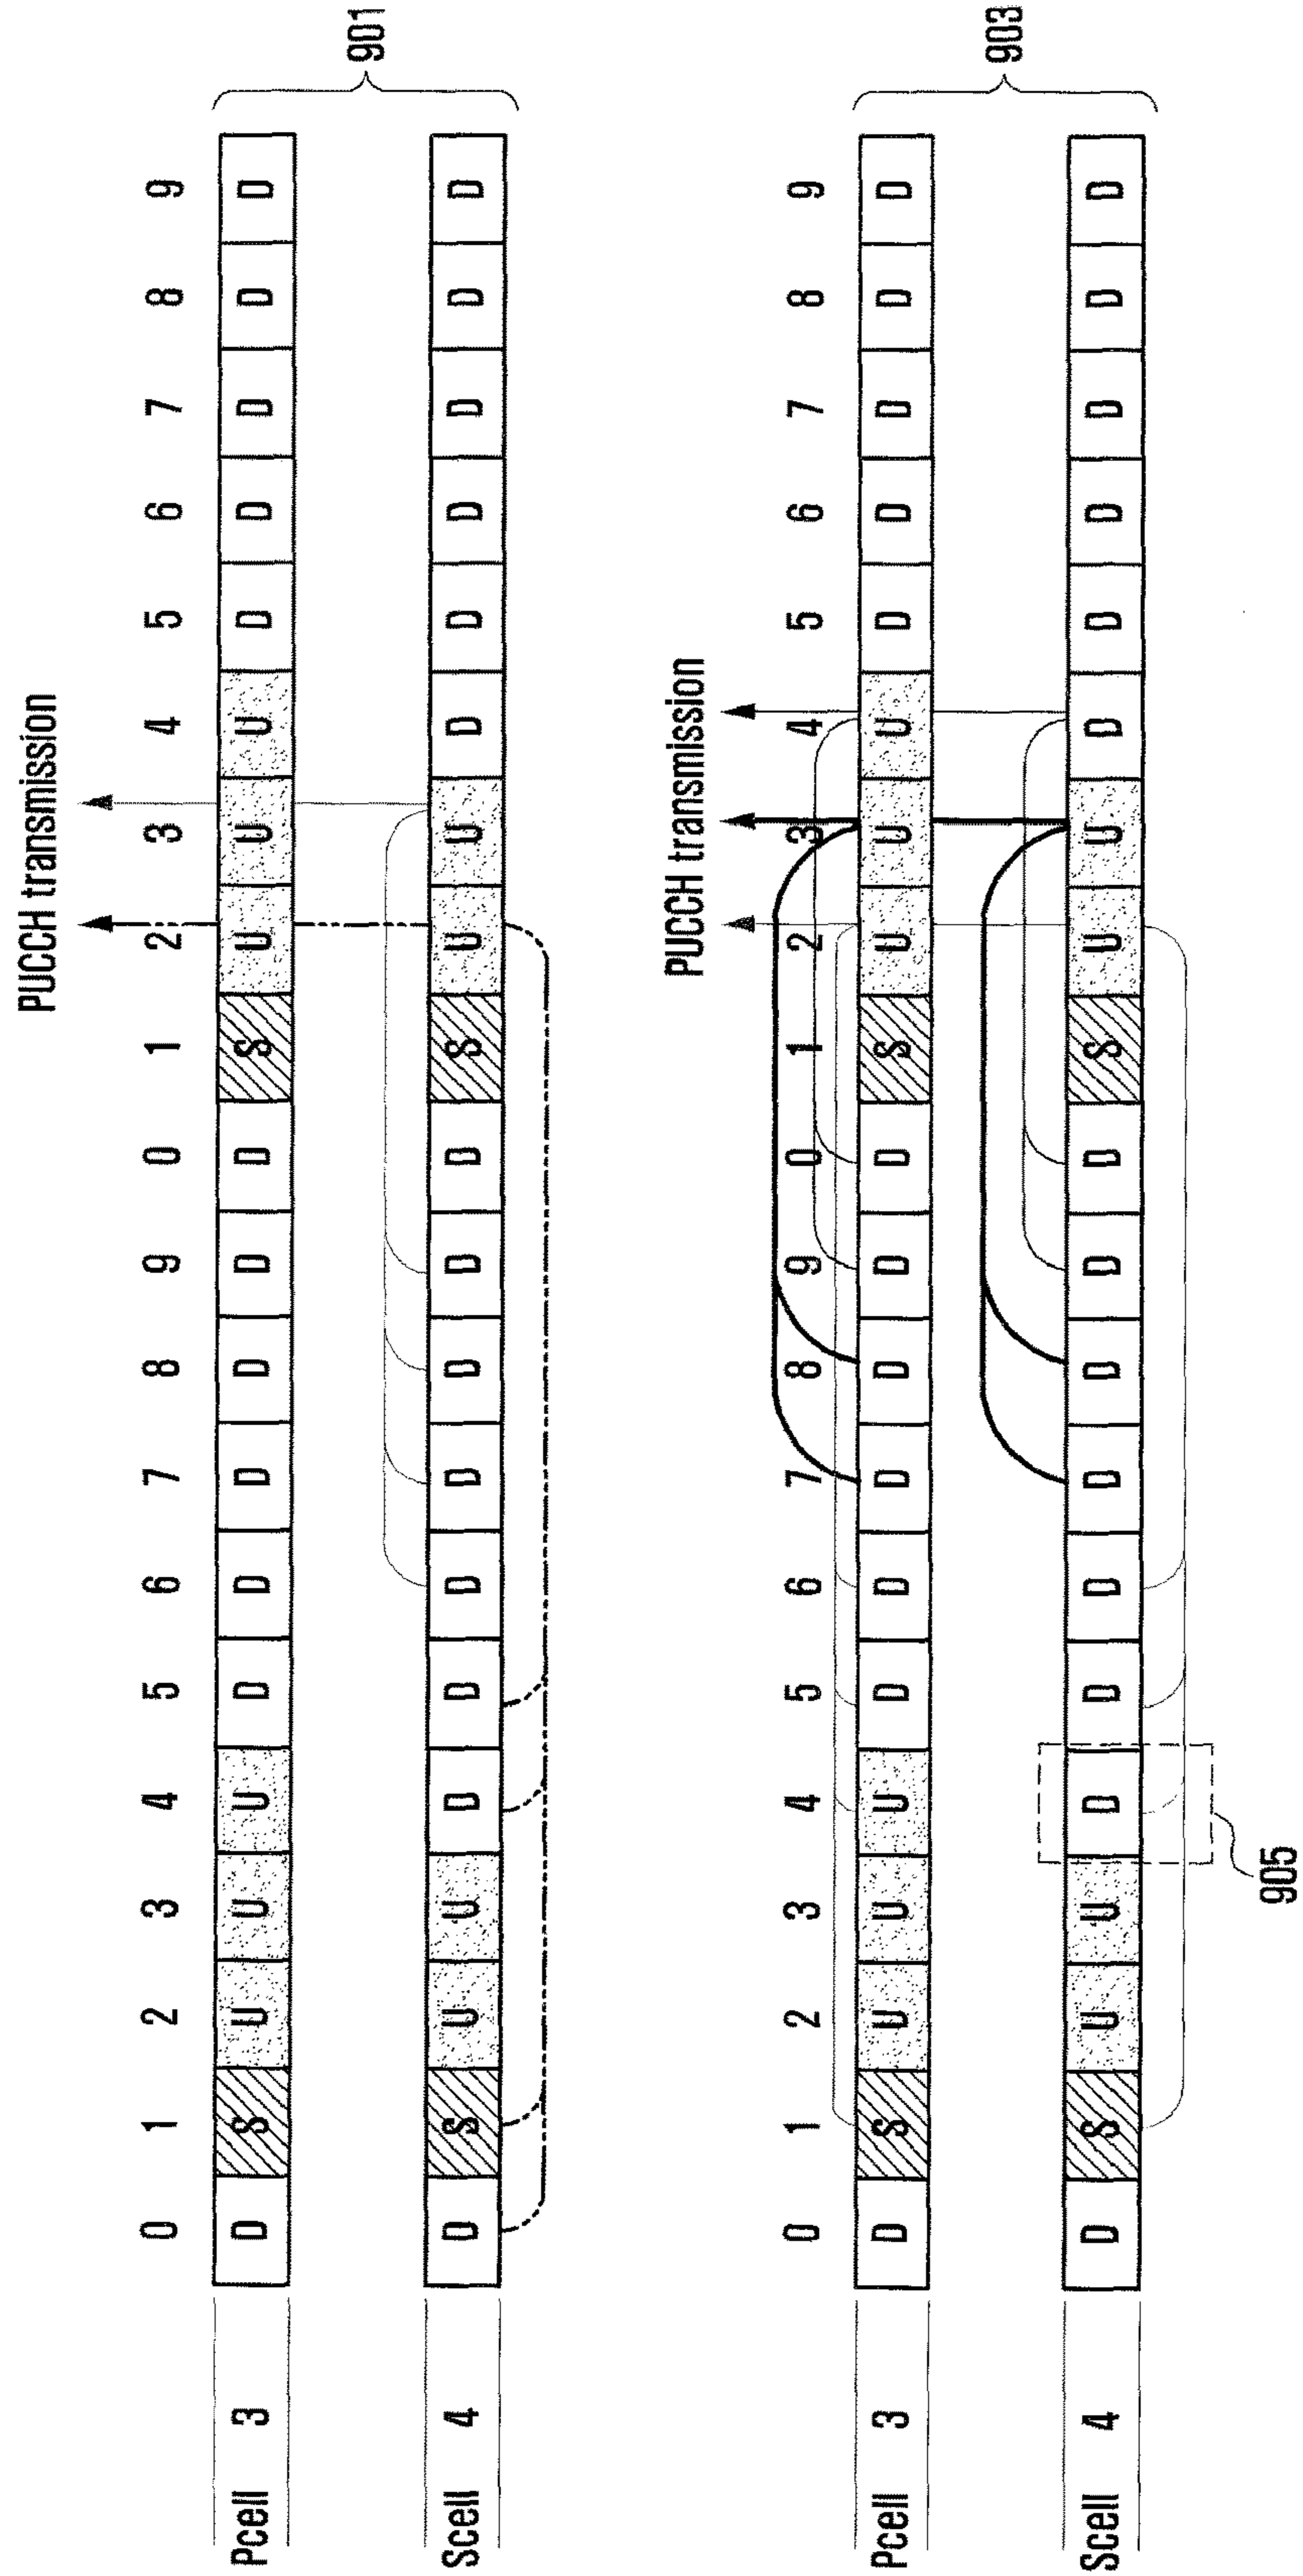 PUCCH transmission
0 1 2 3 4 5 6 7 8 9 0 1 2 3 4 5 6 7 8 9
Pcell 3 D S U U U D D D D D D S U U U D D D D D
901
Scell 4 D S U U D D D D D D D S U U D D D D D D
PUCCH transmission
0 1 2 3 4 5 6 7 8 9 0 1 2 3 4 5 6 7 8 9
Pcell 3 D S U U U D D D D D D S U U U D D D D D
903
Scell 4 D S U U D D D D D D D S U U D D D D D D
905